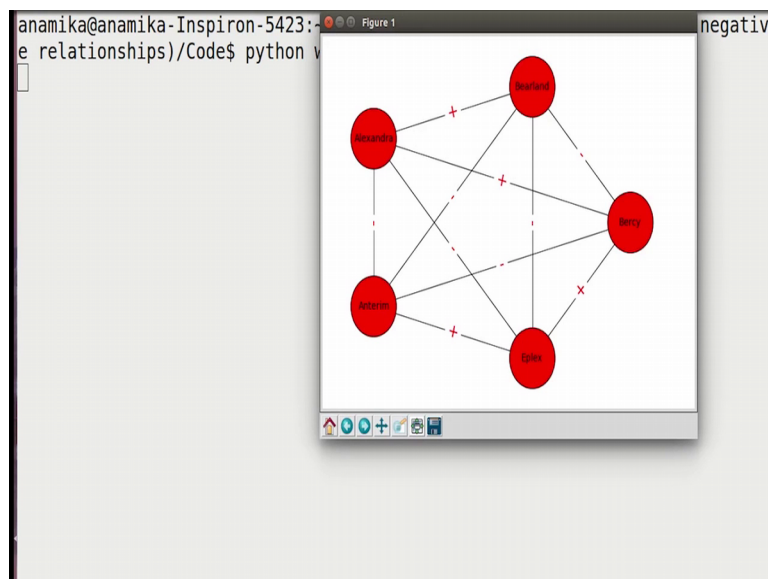 anamika@anamika-Inspiron-5423:~
negativ
e relationships)/Code$ python w
Figure 1
Bearland
Alexandra
+
+
-
-
-
-
-
Bercy
-
x
Anterim
+
Eplex